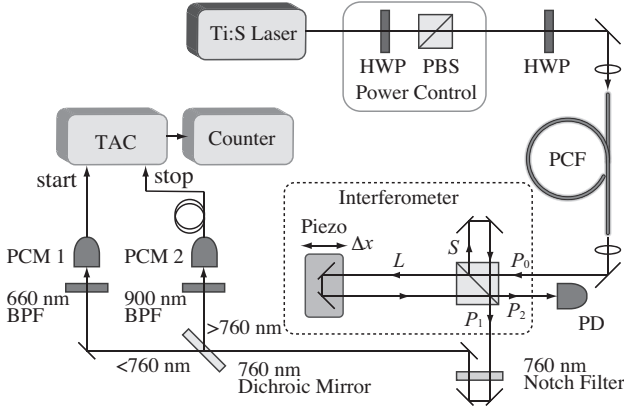 Ti:S Laser
HWP
PBS
Power Control
HWP
TAC
Counter
start
stop
PCF
Interferometer
Piezo
Δx
L
S
P₀
P₁
P₂
PD
PCM 1
PCM 2
660 nm
BPF
900 nm
BPF
>760 nm
<760 nm
760 nm
Dichroic Mirror
760 nm
Notch Filter